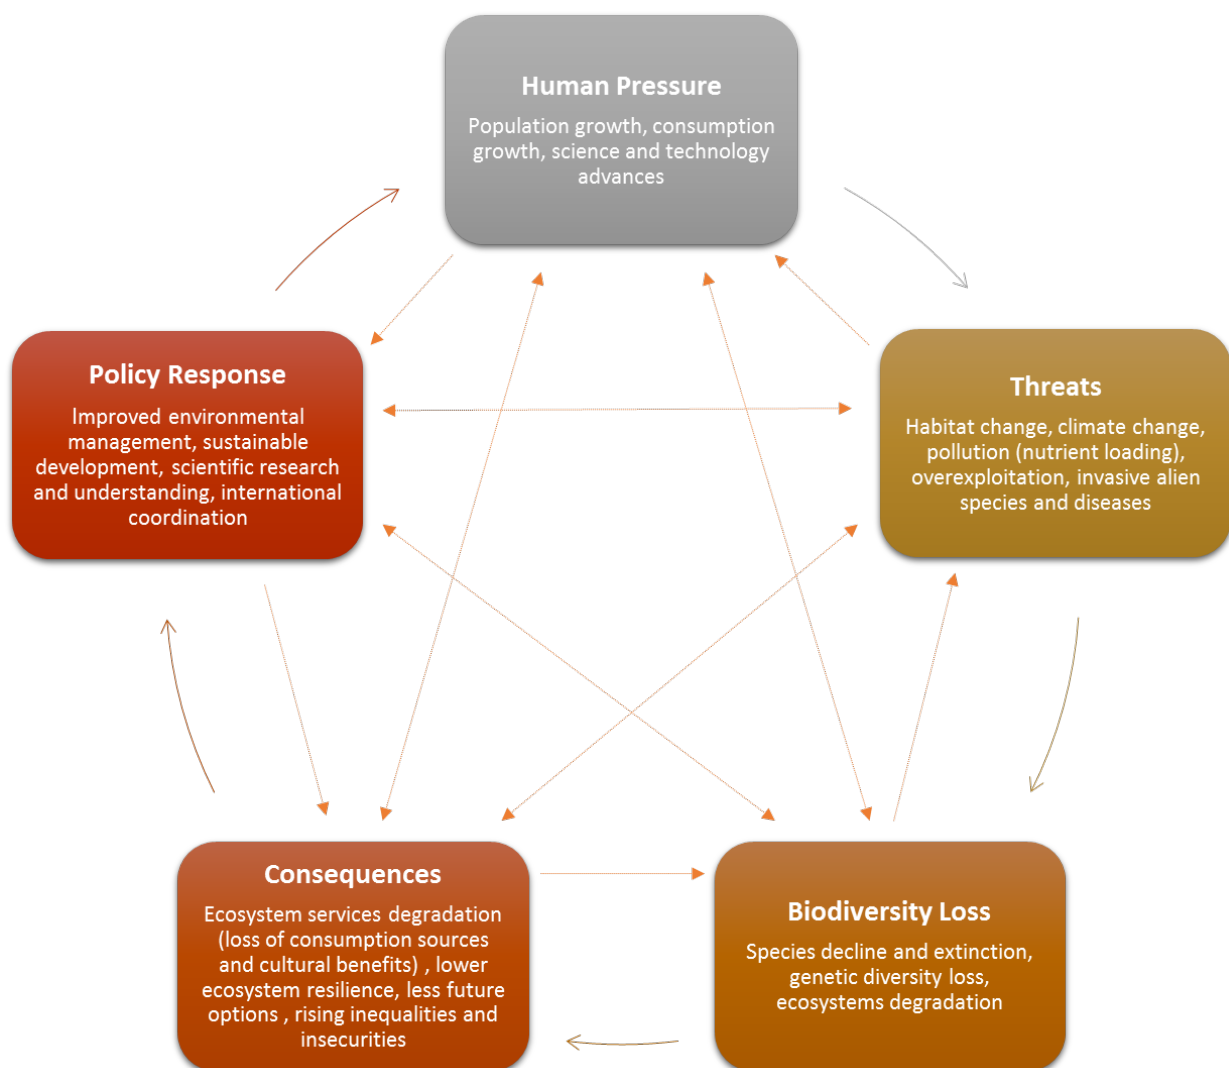 Human Pressure
Population growth, consumption
growth, science and technology
advances
Policy Response
Improved environmental
management, sustainable
development, scientific research
and understanding, international
coordination
Threats
Habitat change, climate change,
pollution (nutrient loading),
overexploitation, invasive alien
species and diseases
Consequences
Ecosystem services degradation
(loss of consumption sources
and cultural benefits) , lower
ecosystem resilience, less future
options , rising inequalities and
insecurities
Biodiversity Loss
Species decline and extinction,
genetic diversity loss,
ecosystems degradation